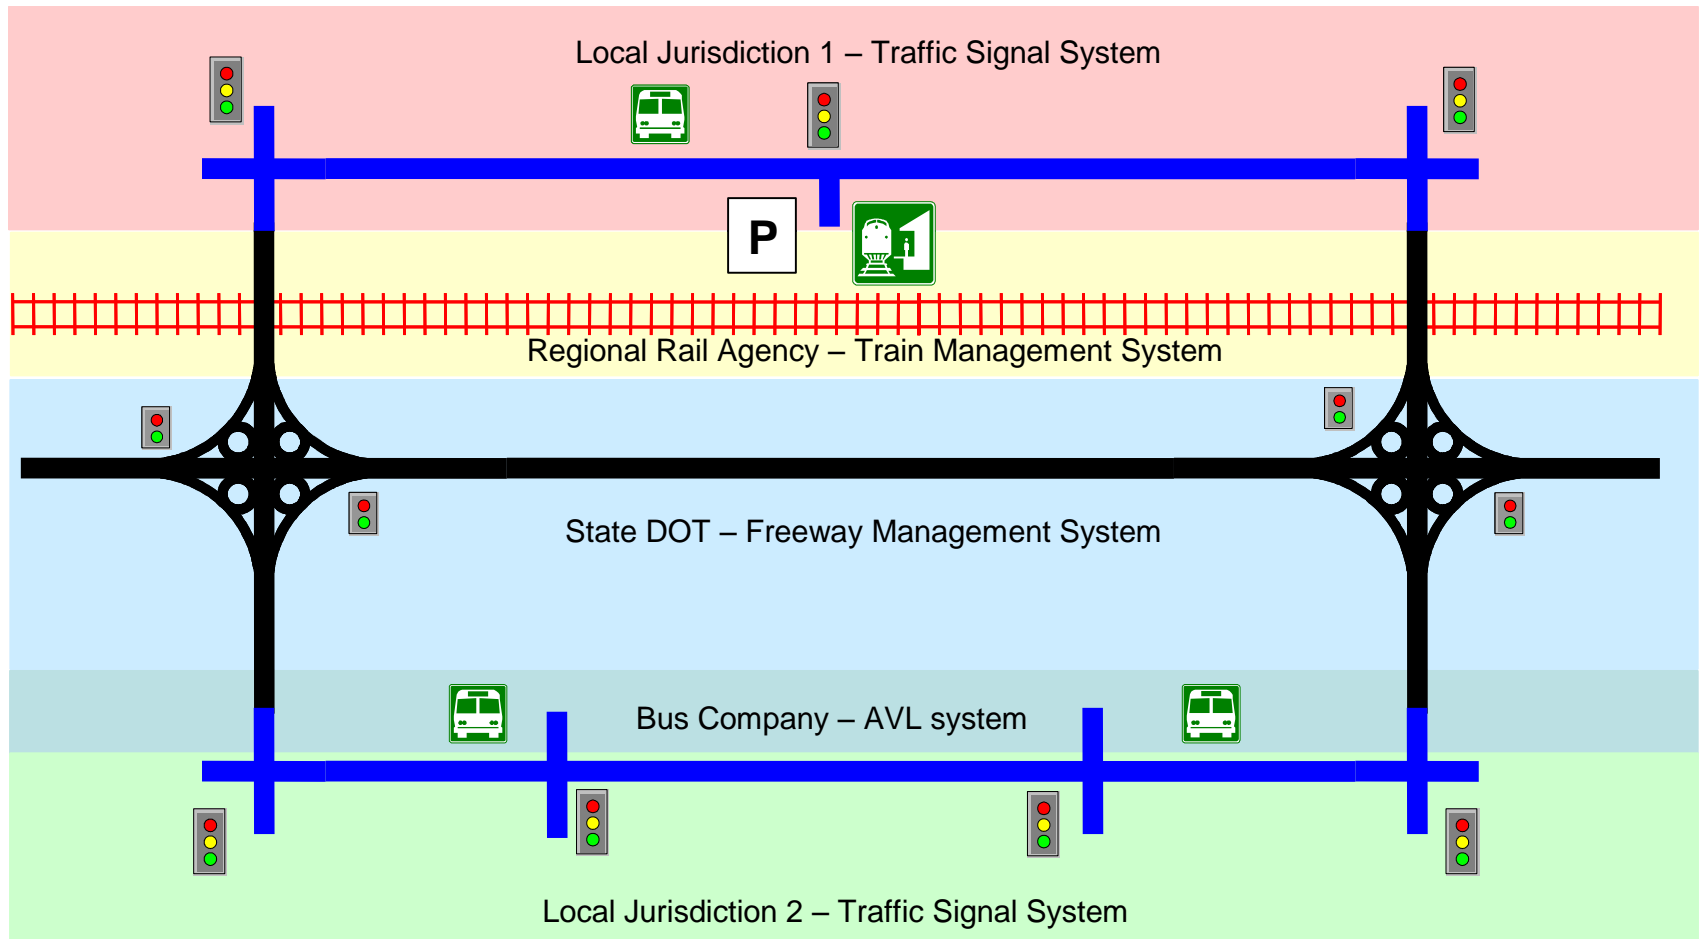 Local Jurisdiction 1 – Traffic Signal System
P
Regional Rail Agency – Train Management System
State DOT – Freeway Management System
Bus Company – AVL system
Local Jurisdiction 2 – Traffic Signal System